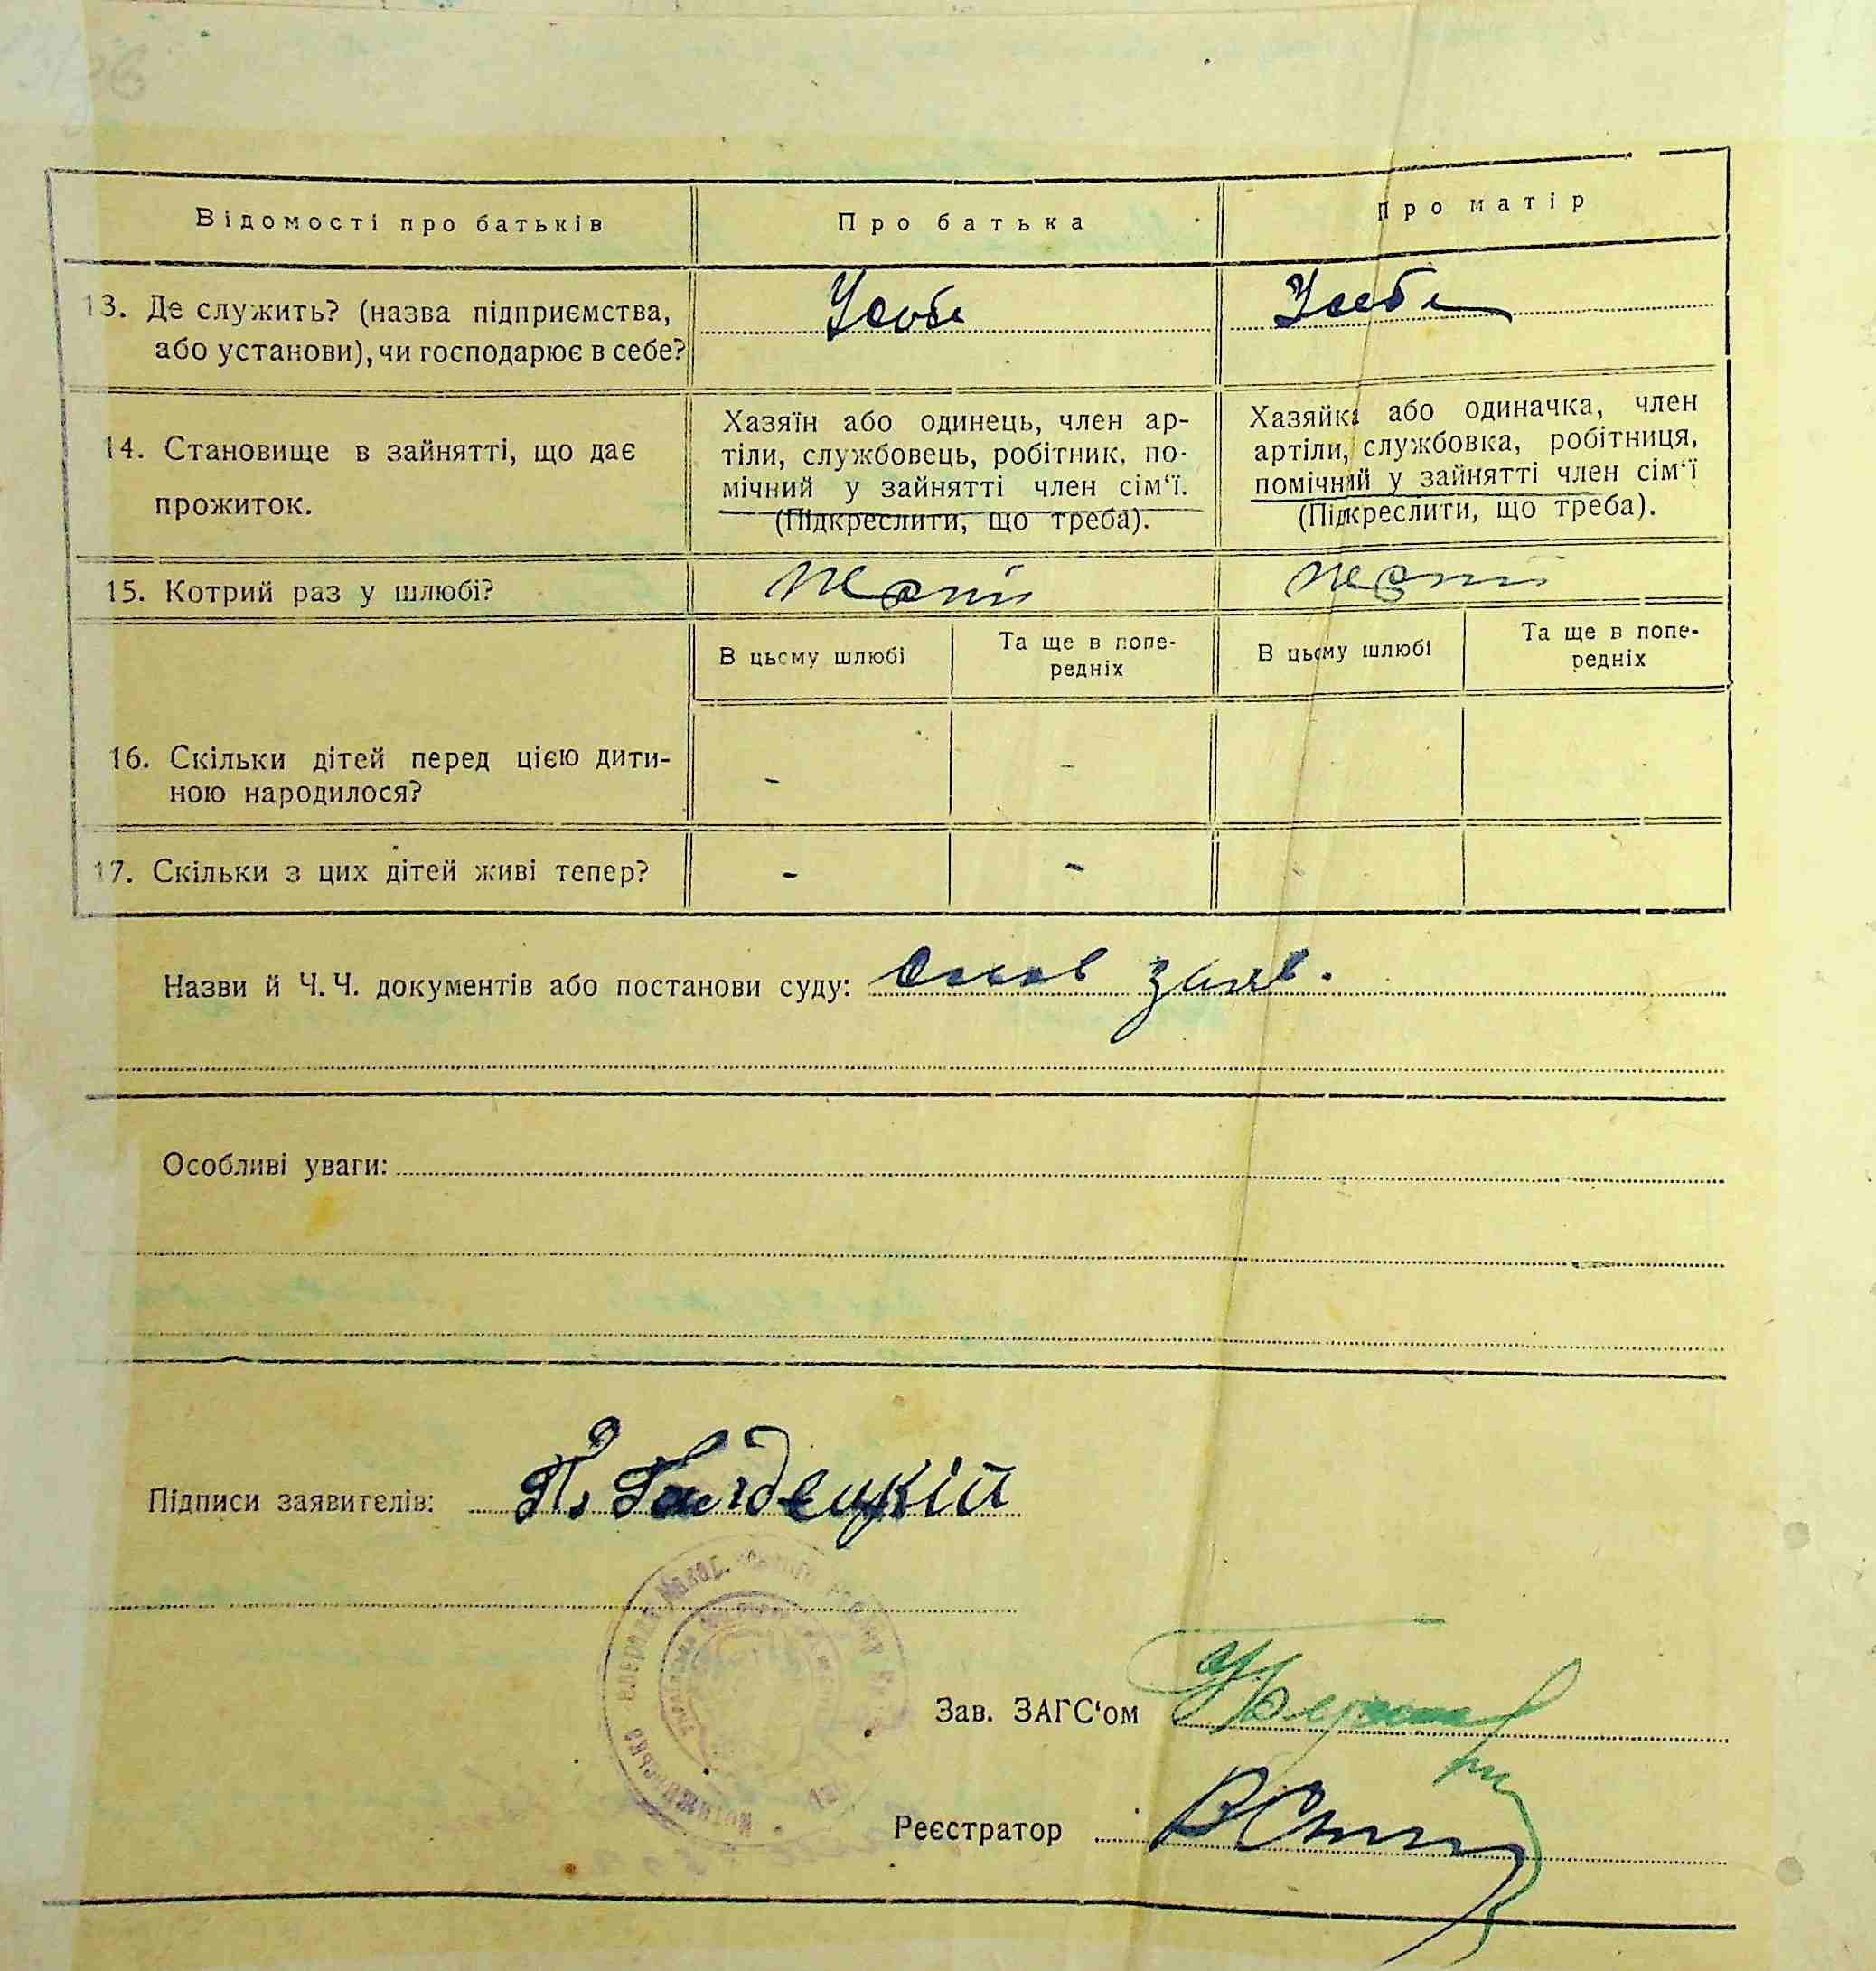 Відомості про батьків
Про батька
Про матір
13. Де служить? (назва підприємства,
або установи), чи господарює в себе?
У себе
У себе
14. Становище в зайнятті, що дає
прожиток.
Хазяїн або одинець, член ар-
тіли, службовець, робітник, по-
мічний у зайнятті член сім‘ї.
(Підкреслити, що треба).
Хазяйка або одиначка, член
артіли, службовка, робітниця,
помічний у зайнятті член сім‘ї
(Підкреслити, що треба).
15. Котрий раз у шлюбі?
В цьому шлюбі
Та ще в попе-
редніх
В цьому шлюбі
Та ще в попе-
редніх
16. Скільки дітей перед цією дити-
ною народилося?
-
-
17. Скільки з цих дітей живі тепер?
-
-
Назви й Ч. Ч. документів або постанови суду: заяв.
Особливі уваги:
Підписи заявителів: П.
Зав. ЗАГС‘ом
Реєстратор